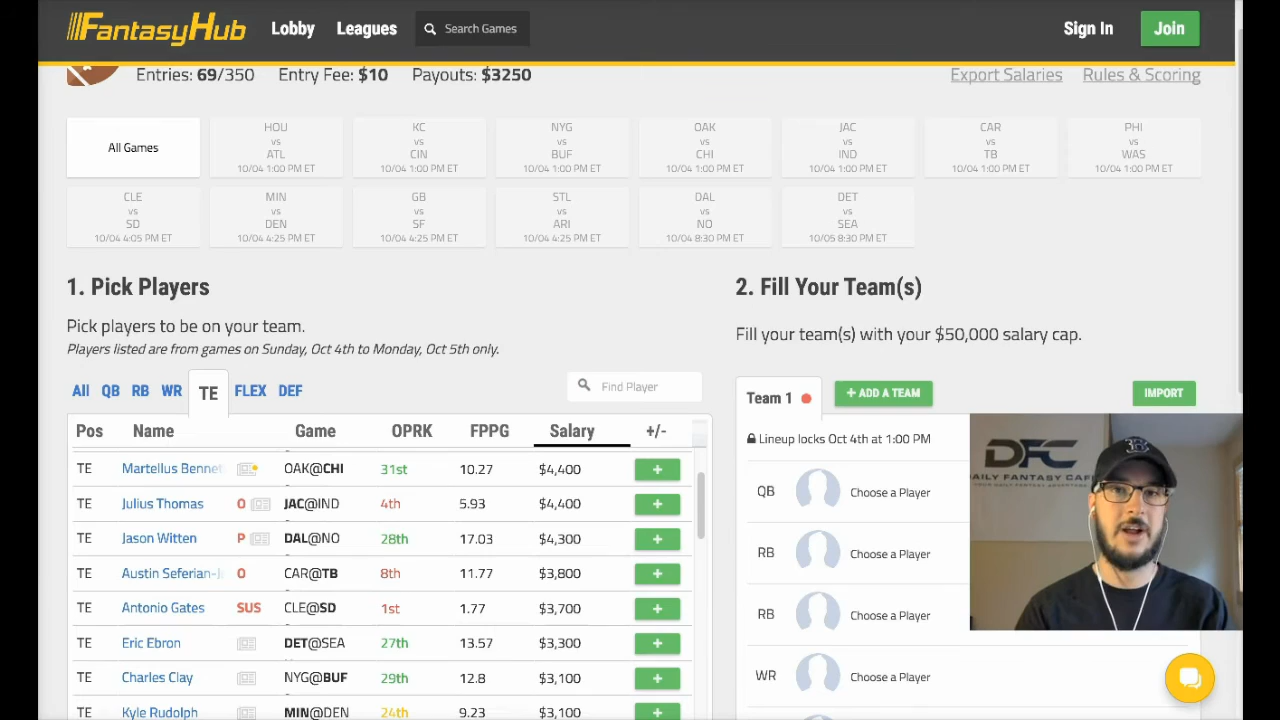 FantasyHub Lobby Leagues Search Games Sign In Join
Entries: 69/350 Entry Fee: $10 Payouts: $3250 Export Salaries Rules & Scoring
All Games
HOU
vs
ATL
10/04 1:00 PM ET
KC
vs
CIN
10/04 1:00 PM ET
NYG
vs
BUF
10/04 1:00 PM ET
OAK
vs
CHI
10/04 1:00 PM ET
JAC
vs
IND
10/04 1:00 PM ET
CAR
vs
TB
10/04 1:00 PM ET
PHI
vs
WAS
10/04 1:00 PM ET
CLE
vs
SD
10/04 4:05 PM ET
MIN
vs
DEN
10/04 4:25 PM ET
GB
vs
SF
10/04 4:25 PM ET
STL
vs
ARI
10/04 4:25 PM ET
DAL
vs
NO
10/04 8:30 PM ET
DET
vs
SEA
10/05 8:30 PM ET
1. Pick Players
Pick players to be on your team.
Players listed are from games on Sunday, Oct 4th to Monday, Oct 5th only.
All QB RB WR TE FLEX DEF Find Player
Pos Name Game OPRK FPPG Salary +/-
TE Martellus Bennet OAK@CHI 31st 10.27 $4,400 +
TE Julius Thomas O JAC@IND 4th 5.93 $4,400 +
TE Jason Witten P DAL@NO 28th 17.03 $4,300 +
TE Austin Seferian-J O CAR@TB 8th 11.77 $3,800 +
TE Antonio Gates SUS CLE@SD 1st 1.77 $3,700 +
TE Eric Ebron DET@SEA 27th 13.57 $3,300 +
TE Charles Clay NYG@BUF 29th 12.8 $3,100 +
TE Kyle Rudolph MIN@DEN 24th 9.23 $3,100 +
2. Fill Your Team(s)
Fill your team(s) with your $50,000 salary cap.
Team 1 + ADD A TEAM IMPORT
Lineup locks Oct 4th at 1:00 PM
QB Choose a Player
RB Choose a Player
RB Choose a Player
WR Choose a Player
DFC
DAILY FANTASY CAF
B